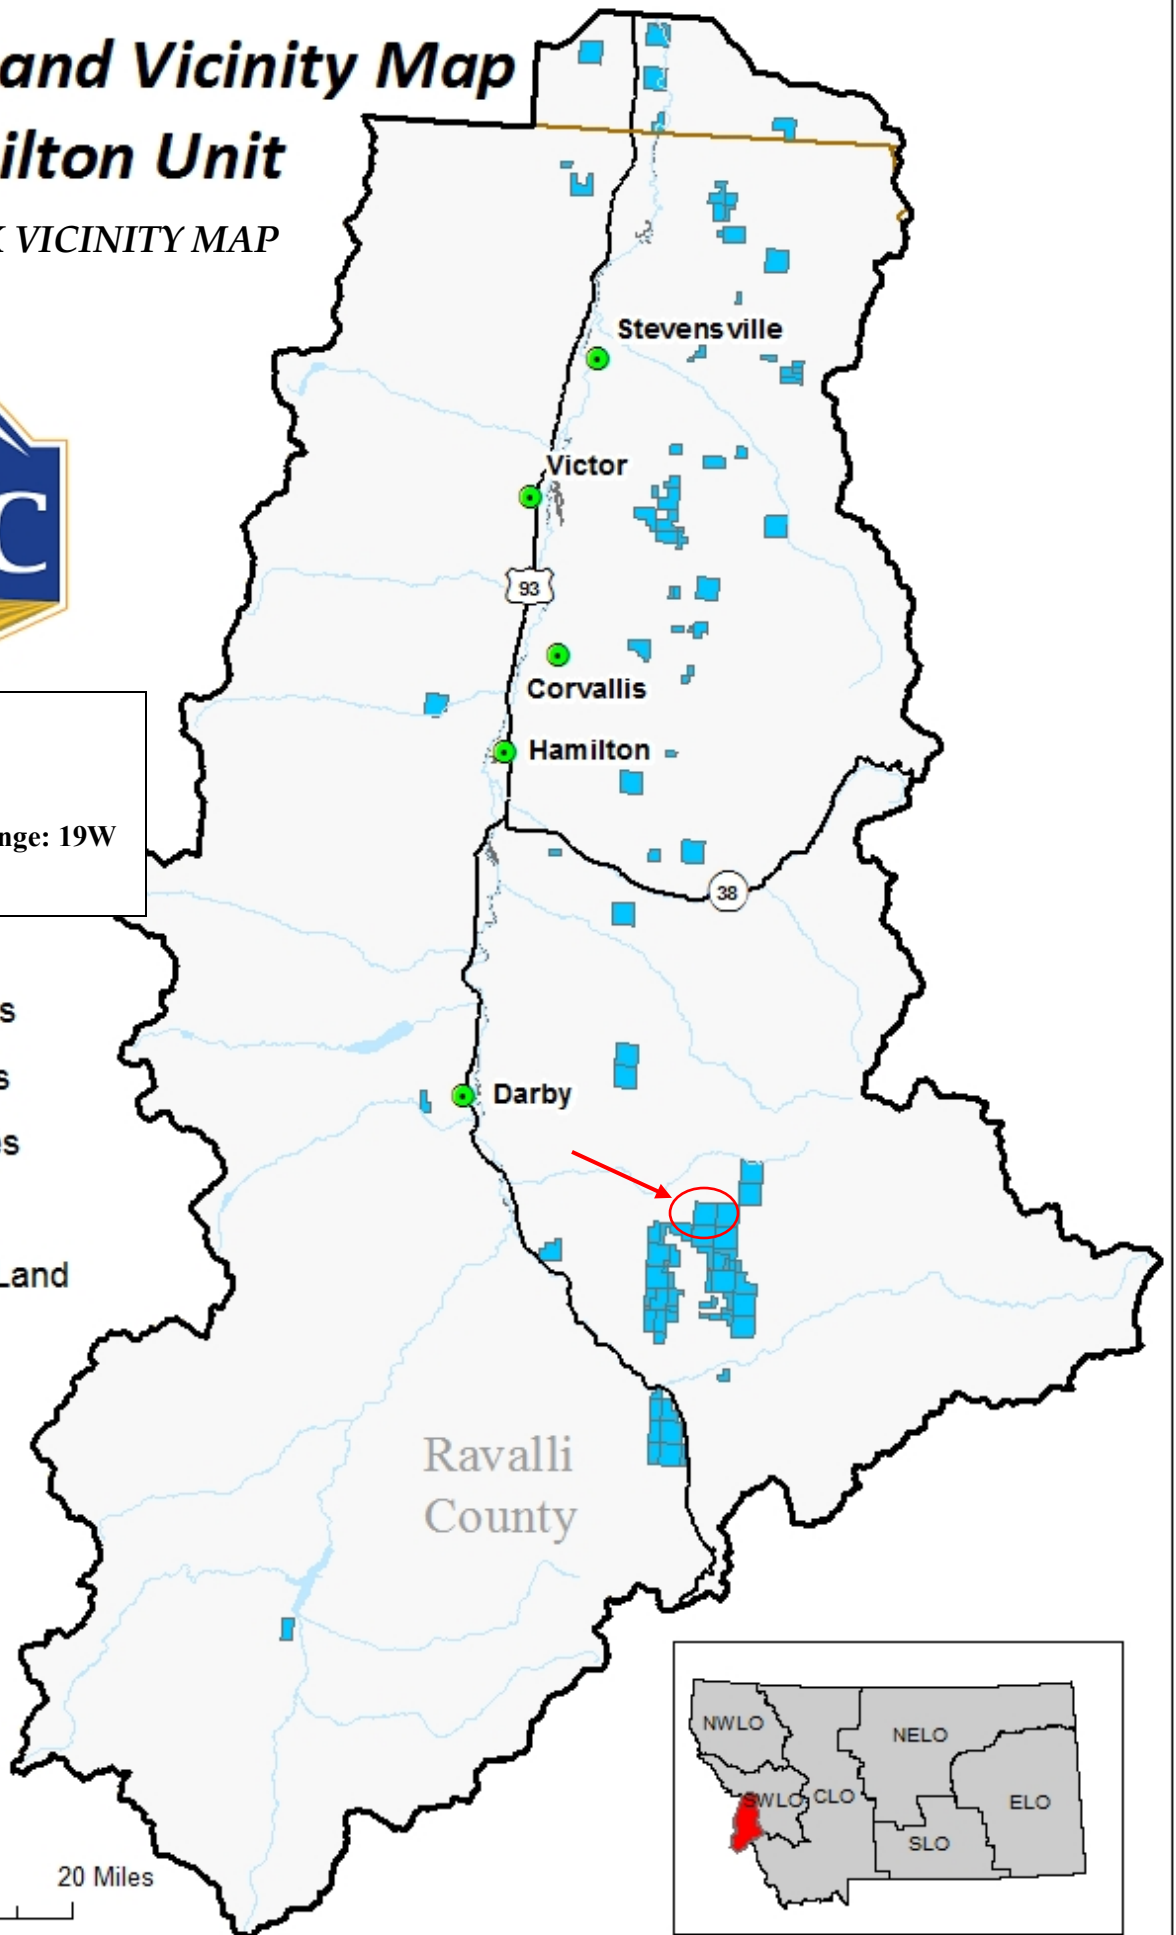 and Vicinity Map
ilton Unit
VICINITY MAP
Stevensville
C
Victor
93
Corvallis
Hamilton
nge: 19W
38
s
s
Darby
es
Land
Ravalli
County
NWLO
NELO
SWLO
CLO
ELO
SLO
20 Miles